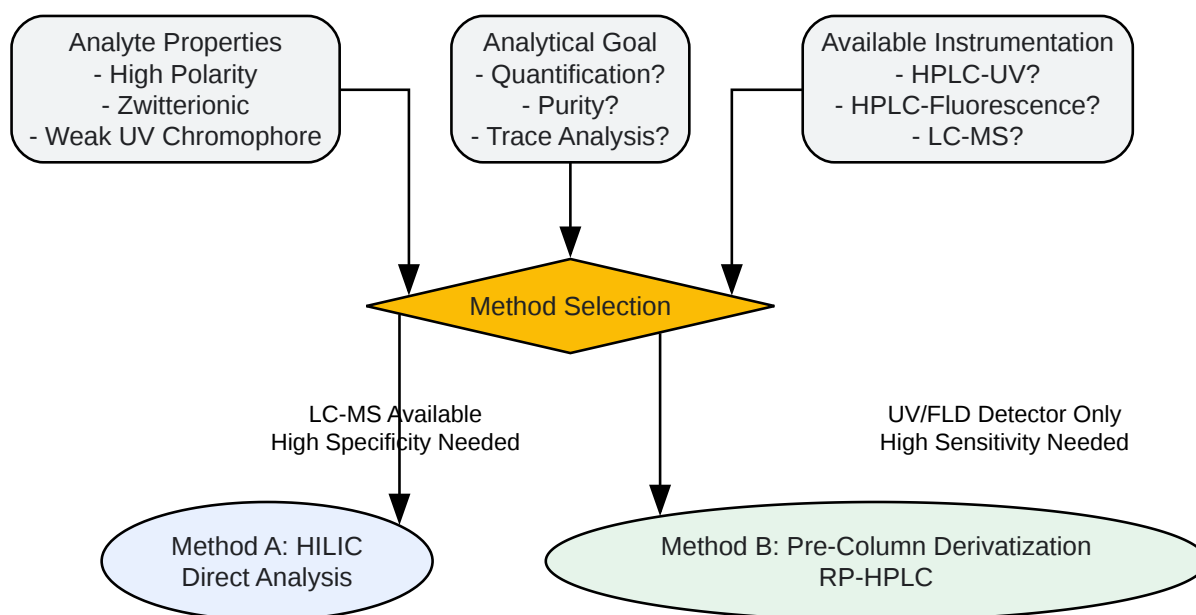 Analyte Properties
- High Polarity
- Zwitterionic
- Weak UV Chromophore
Analytical Goal
- Quantification?
- Purity?
- Trace Analysis?
Available Instrumentation
- HPLC-UV?
- HPLC-Fluorescence?
- LC-MS?
Method Selection
LC-MS Available
High Specificity Needed
UV/FLD Detector Only
High Sensitivity Needed
Method A: HILIC
Direct Analysis
Method B: Pre-Column Derivatization
RP-HPLC